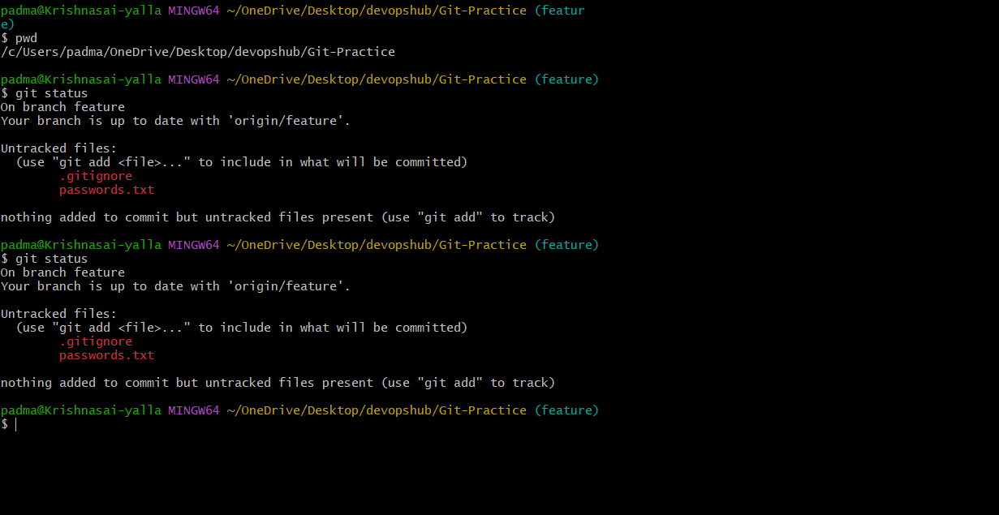 padma@Krishnasai-yalla MINGW64 ~/OneDrive/Desktop/devopshub/Git-Practice (featur
e)
$ pwd
/c/Users/padma/OneDrive/Desktop/devopshub/Git-Practice
padma@Krishnasai-yalla MINGW64 ~/OneDrive/Desktop/devopshub/Git-Practice (feature)
$ git status
On branch feature
Your branch is up to date with 'origin/feature'.
Untracked files:
  (use "git add <file>..." to include in what will be committed)
        .gitignore
        passwords.txt
nothing added to commit but untracked files present (use "git add" to track)
padma@Krishnasai-yalla MINGW64 ~/OneDrive/Desktop/devopshub/Git-Practice (feature)
$ git status
On branch feature
Your branch is up to date with 'origin/feature'.
Untracked files:
  (use "git add <file>..." to include in what will be committed)
        .gitignore
        passwords.txt
nothing added to commit but untracked files present (use "git add" to track)
padma@Krishnasai-yalla MINGW64 ~/OneDrive/Desktop/devopshub/Git-Practice (feature)
$